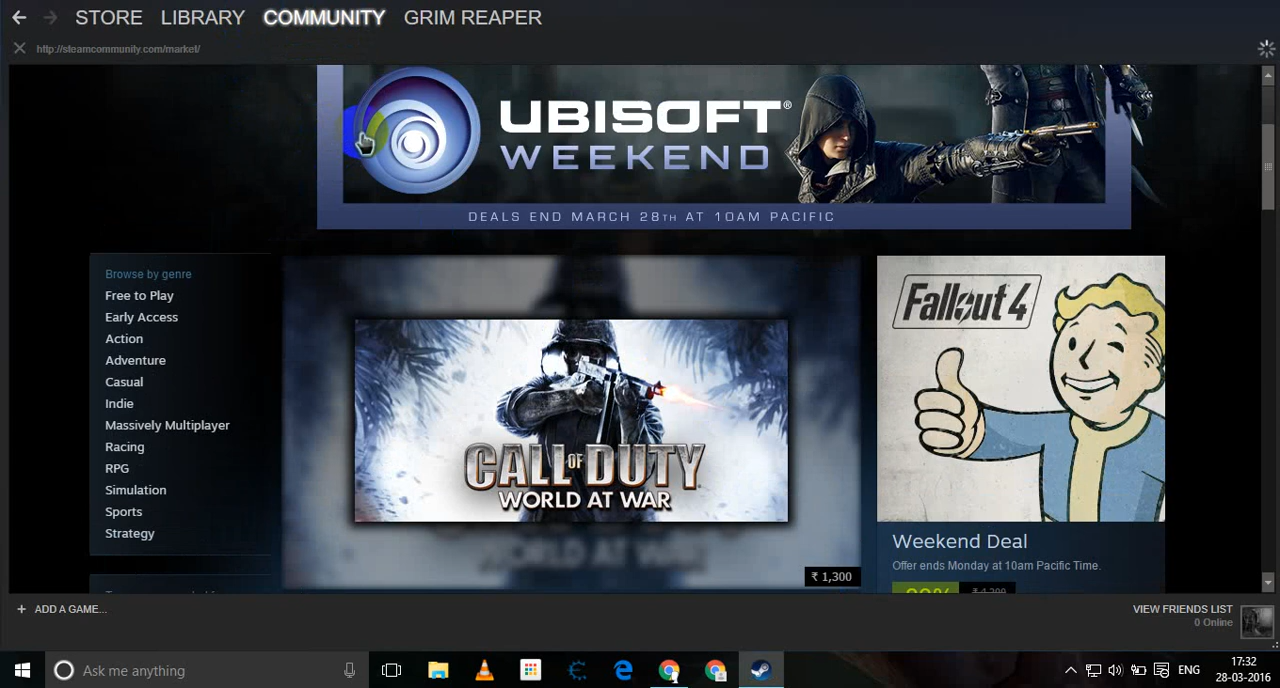 STORE LIBRARY COMMUNITY GRIM REAPER
http://steamcommunity.com/market/
UBISOFT®
WEEKEND
DEALS END MARCH 28TH AT 10AM PACIFIC
Browse by genre
Free to Play
Early Access
Action
Adventure
Casual
Indie
Massively Multiplayer
Racing
RPG
Simulation
Sports
Strategy
CALL OF DUTY
WORLD AT WAR
WORLD AT WAR
₹ 1,300
Fallout 4
Weekend Deal
Offer ends Monday at 10am Pacific Time.
+ ADD A GAME...
VIEW FRIENDS LIST
0 Online
Ask me anything
ENG
17:32
28-03-2016